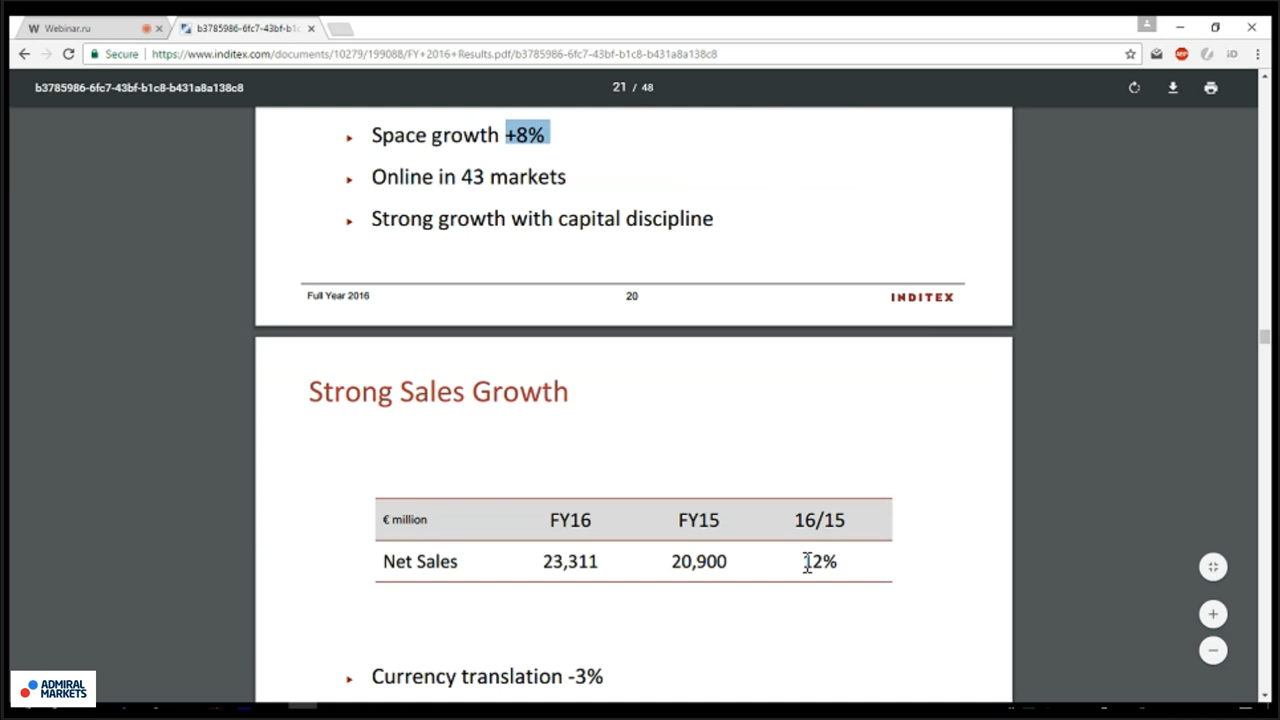 Webinar.ru
b3785986-6fc7-43bf-b1c
Secure
https://www.inditex.com/documents/10279/199088/FY+2016+Results.pdf/b3785986-6fc7-43bf-b1c8-b431a8a138c8
b3785986-6fc7-43bf-b1c8-b431a8a138c8
21 / 48
Space growth +8%
Online in 43 markets
Strong growth with capital discipline
Full Year 2016 20 INDITEX
Strong Sales Growth
€ million FY16 FY15 16/15
Net Sales 23,311 20,900 12%
Currency translation -3%
ADMIRAL
MARKETS